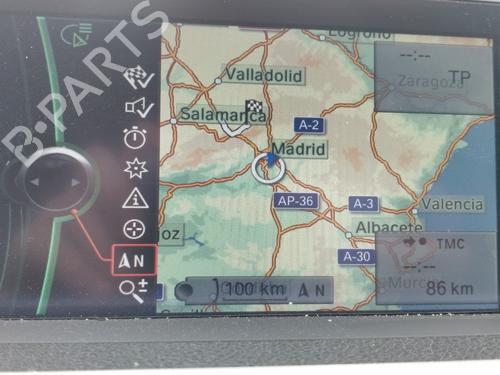 Logroño
--:--
Zaragoza
TP
Valladolid
Salamanca
A-2
Madrid
AP-36
A-3
Valencia
Albacete
TMC
A-30
--:--
N
100 km
N
86 km
Murc
B-PARTS